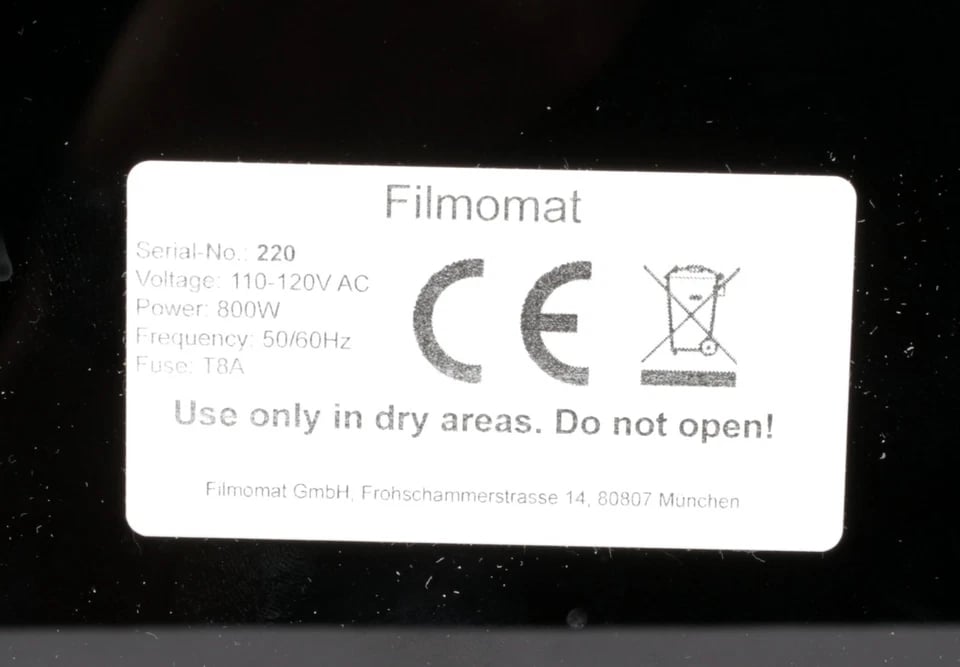 Filmomat
Serial-No.: 220
Voltage: 110-120V AC
Power: 800W
Frequency: 50/60Hz
Fuse: T8A
CE
Use only in dry areas. Do not open!
Filmomat GmbH, Frohschammerstrasse 14, 80807 München